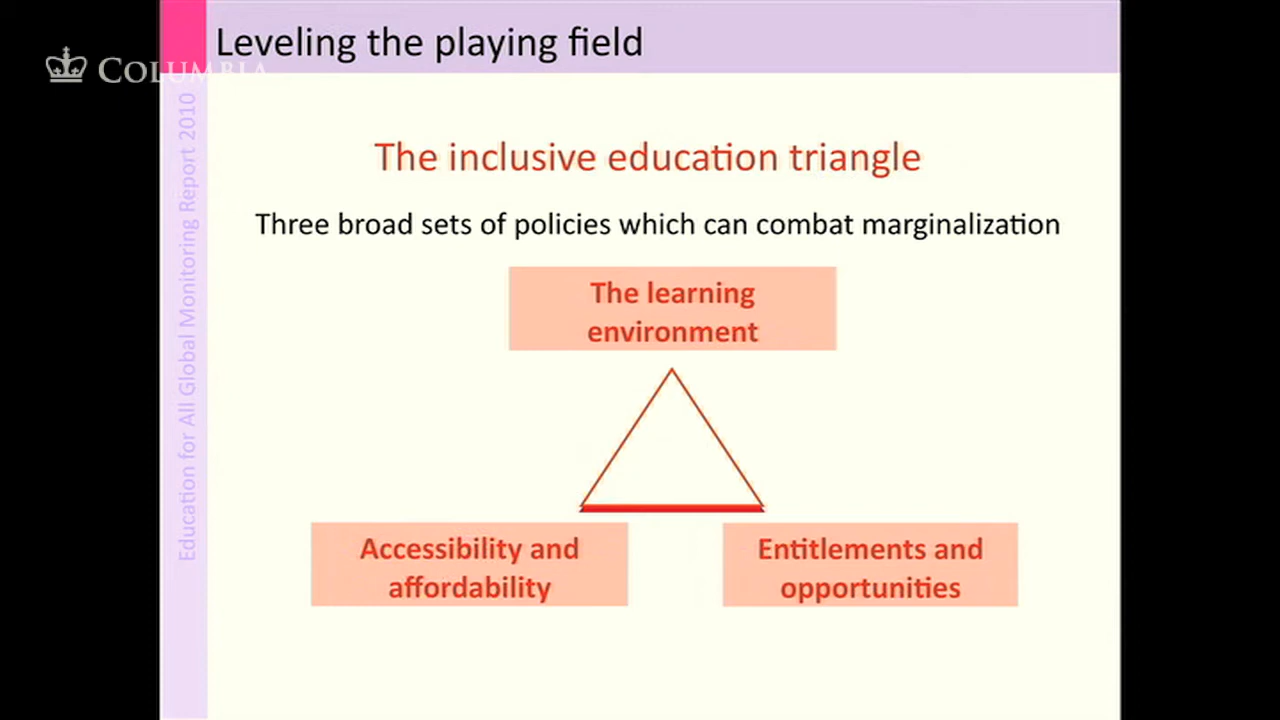 Leveling the playing field
COLUMBIA
Education for All Global Monitoring Report 2010
The inclusive education triangle
Three broad sets of policies which can combat marginalization
The learning
environment
Accessibility and
affordability
Entitlements and
opportunities